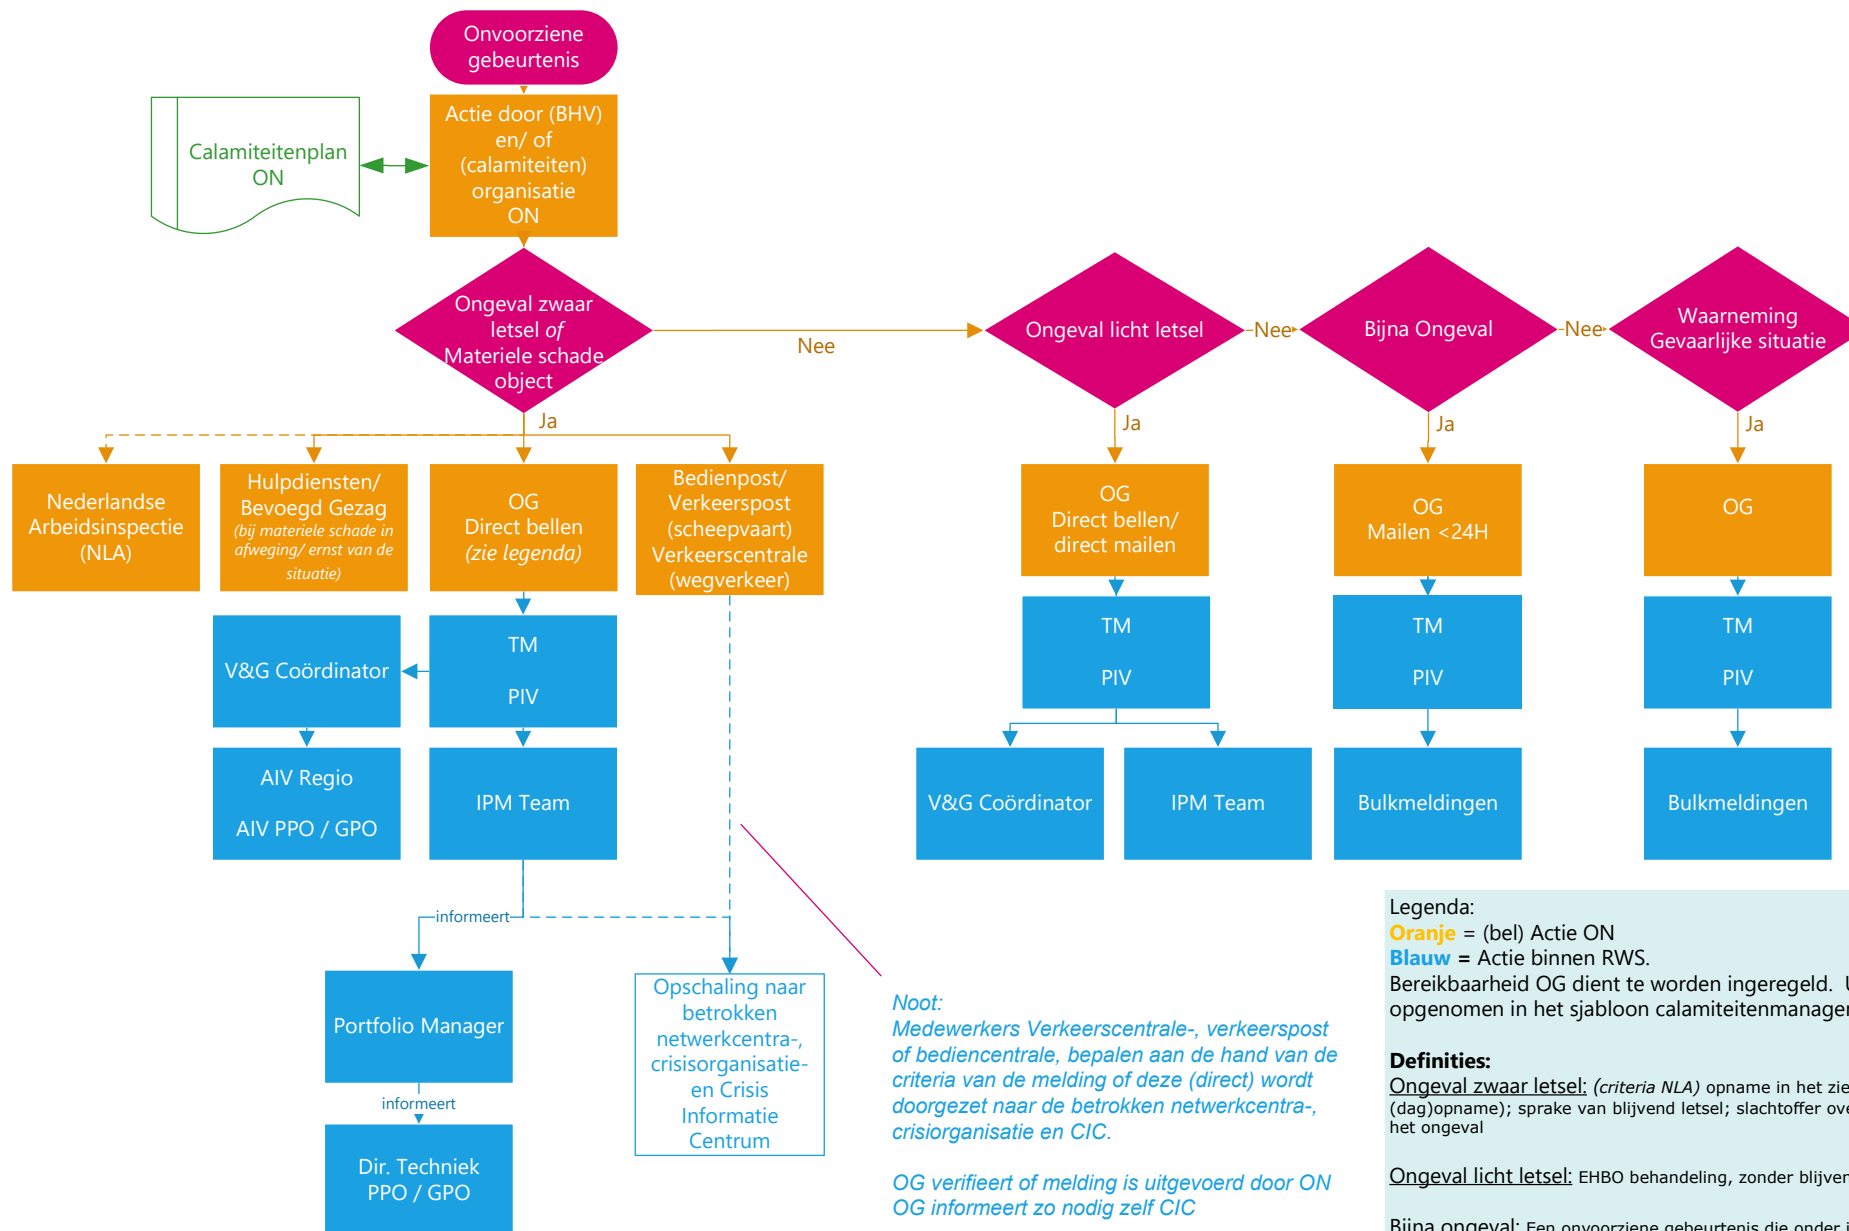 Onvoorziene
gebeurtenis
Actie door (BHV)
en/ of
(calamiteiten)
organisatie
ON
Calamiteitenplan
ON
Ongeval zwaar
letsel of
Materiele schade
object
Nee
Ongeval licht letsel
Nee
Bijna Ongeval
Nee
Waarneming
Gevaarlijke situatie
Ja
Ja
Ja
Ja
Nederlandse
Arbeidsinspectie
(NLA)
Hulpdiensten/
Bevoegd Gezag
(bij materiele schade in
afweging/ ernst van de
situatie)
OG
Direct bellen
(zie legenda)
Bedienpost/
Verkeerspost
(scheepvaart)
Verkeerscentrale
(wegverkeer)
OG
Direct bellen/
direct mailen
OG
Mailen <24H
OG
V&G Coördinator
TM
PIV
TM
PIV
TM
PIV
TM
PIV
AIV Regio
AIV PPO / GPO
IPM Team
V&G Coördinator
IPM Team
Bulkmeldingen
Bulkmeldingen
informeert
Portfolio Manager
informeert
Dir. Techniek
PPO / GPO
Opschaling naar
betrokken
netwerkcentra-,
crisisorganisatie-
en Crisis
Informatie
Centrum
Noot:
Medewerkers Verkeerscentrale-, verkeerspost
of bediencentrale, bepalen aan de hand van de
criteria van de melding of deze (direct) wordt
doorgezet naar de betrokken netwerkcentra-,
crisiorganisatie en CIC.
OG verifieert of melding is uitgevoerd door ON
OG informeert zo nodig zelf CIC
Legenda:
Oranje = (bel) Actie ON
Blauw = Actie binnen RWS.
Bereikbaarheid OG dient te worden ingeregeld.
opgenomen in het sjabloon
Definities:
Ongeval zwaar letsel: (criteria NLA) opname in het
(dag)opname); sprake van blijvend letsel; slachtoffer
het ongeval
Ongeval licht letsel: EHBO behandeling, zonder
Bijna ongeval: Een onvoorziene gebeurtenis die onder